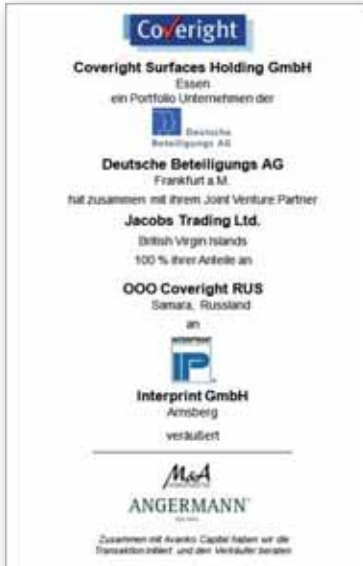 Coveright
Coveright Surfaces Holding GmbH
Essen
ein Portfolio Unternehmen der
Deutsche
Beteiligungs AG
Deutsche Beteiligungs AG
Frankfurt a.M.
hat zusammen mit ihrem Joint Venture Partner
Jacobs Trading Ltd.
British Virgin Islands
100 % ihrer Anteile an
OOO Coveright RUS
Samara, Russland
an
INTERPRINT
IP
Interprint GmbH
Arnsberg
veräußert
M&A
ANGERMANN
Zusammen mit Avanko Capital haben wir die
Transaktion initiiert und den Verkäufer beraten